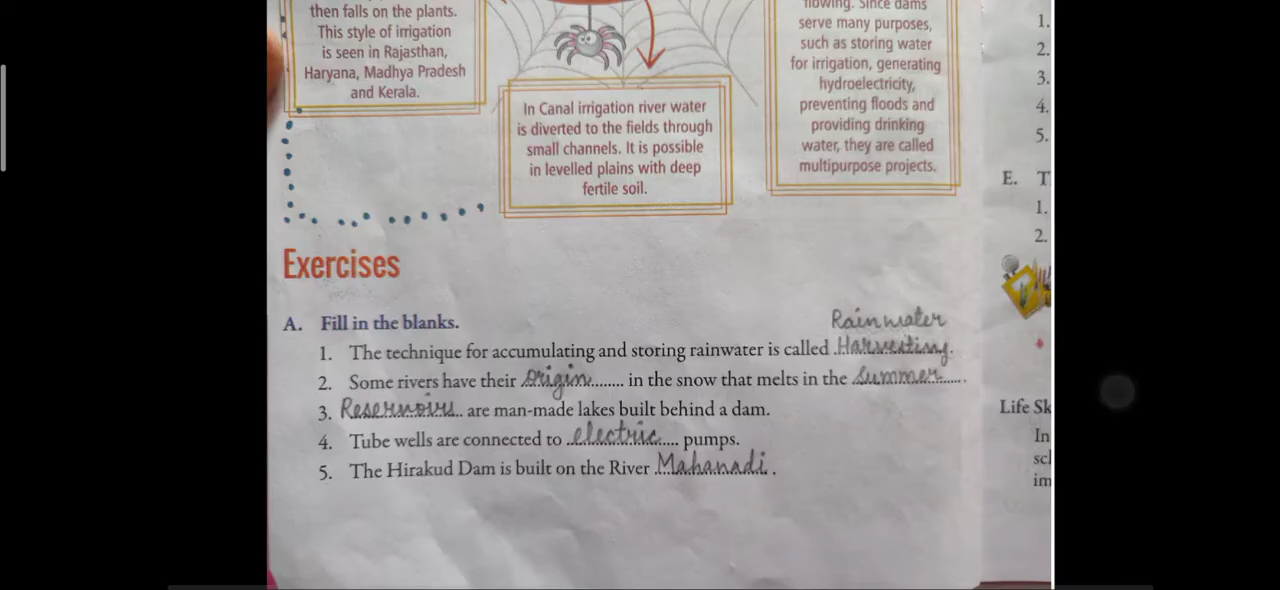 then falls on the plants.
This style of irrigation
is seen in Rajasthan,
Haryana, Madhya Pradesh
and Kerala.
In Canal irrigation river water
is diverted to the fields through
small channels. It is possible
in levelled plains with deep
fertile soil.
flowing. Since dams
serve many purposes,
such as storing water
for irrigation, generating
hydroelectricity,
preventing floods and
providing drinking
water, they are called
multipurpose projects.
Exercises
A. Fill in the blanks.
Rainwater
1. The technique for accumulating and storing rainwater is called Harvesting.
2. Some rivers have their origin........ in the snow that melts in the Summer......
3. Reservoirs.. are man-made lakes built behind a dam.
4. Tube wells are connected to ..electric.... pumps.
5. The Hirakud Dam is built on the River .Mahanadi. .
1.
2.
3.
4.
5.
E. T
1.
2.
Life Sk
In
scl
im